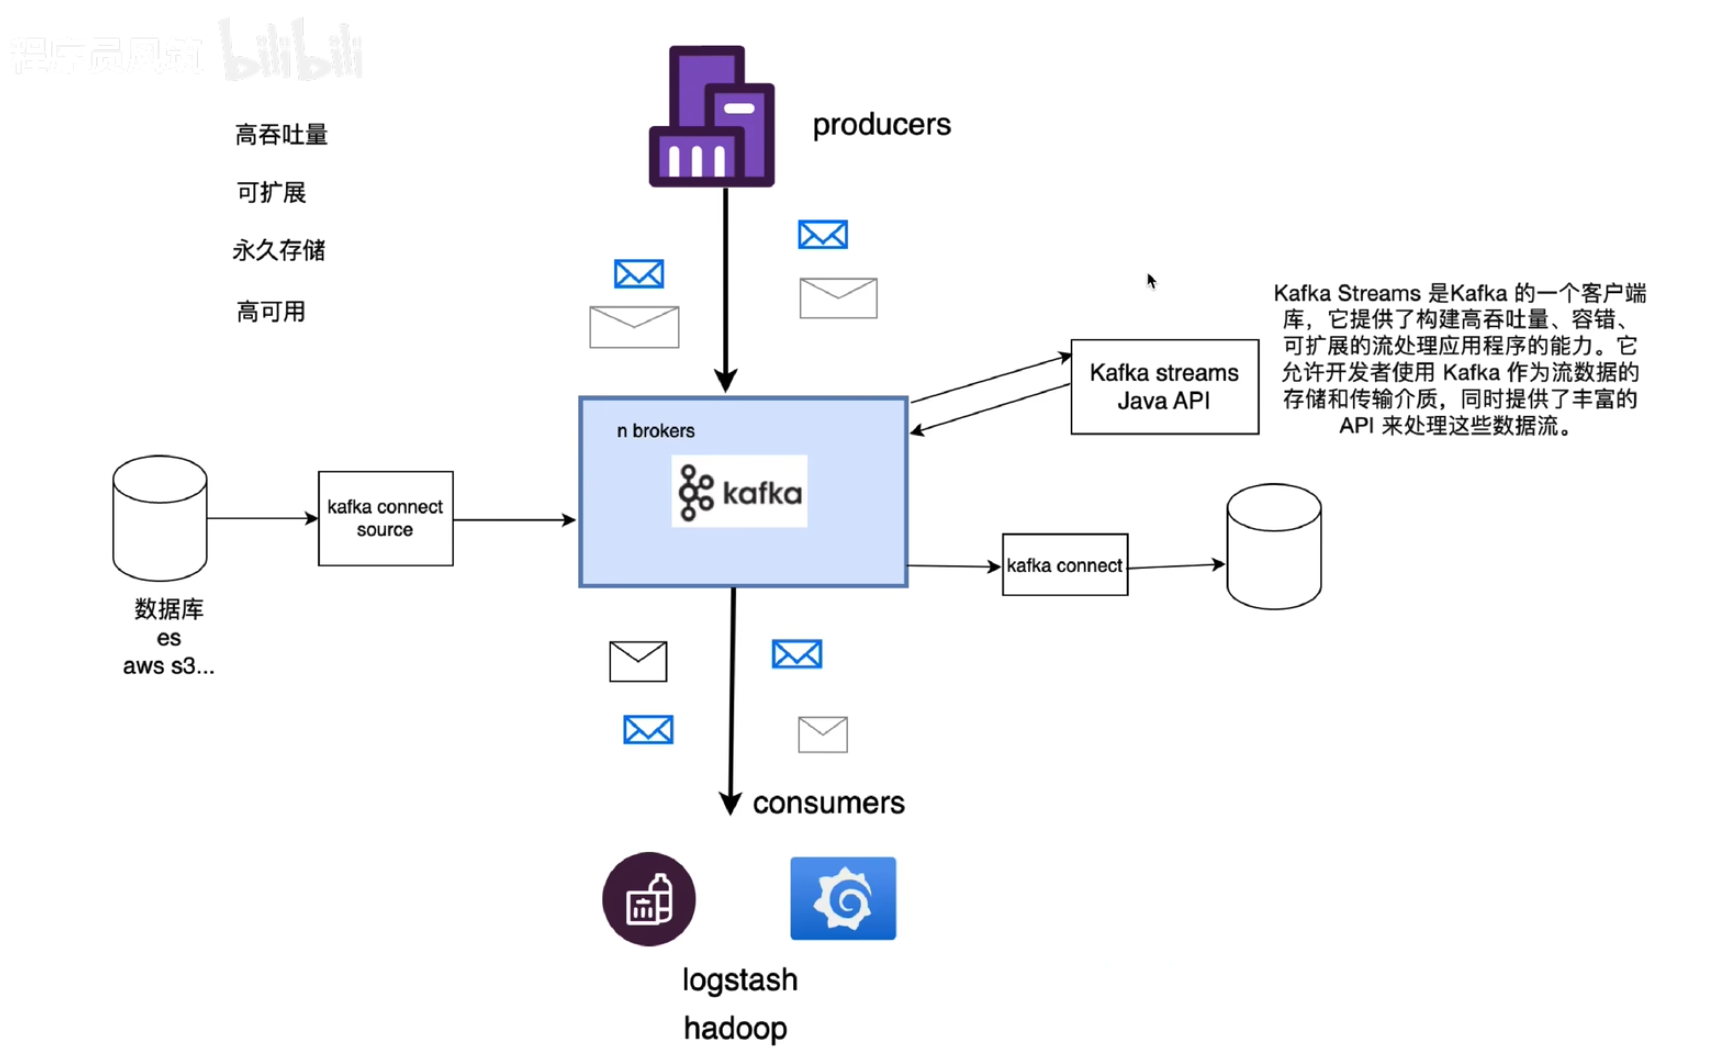 程序员风筑 bilibili
producers
高吞吐量
可扩展
永久存储
高可用
Kafka Streams 是Kafka 的一个客户端
库，它提供了构建高吞吐量、容错、
可扩展的流处理应用程序的能力。它
允许开发者使用 Kafka 作为流数据的
存储和传输介质，同时提供了丰富的
API 来处理这些数据流。
Kafka streams
Java API
n brokers
kafka
kafka connect
source
kafka connect
数据库
es
aws s3...
consumers
logstash
hadoop